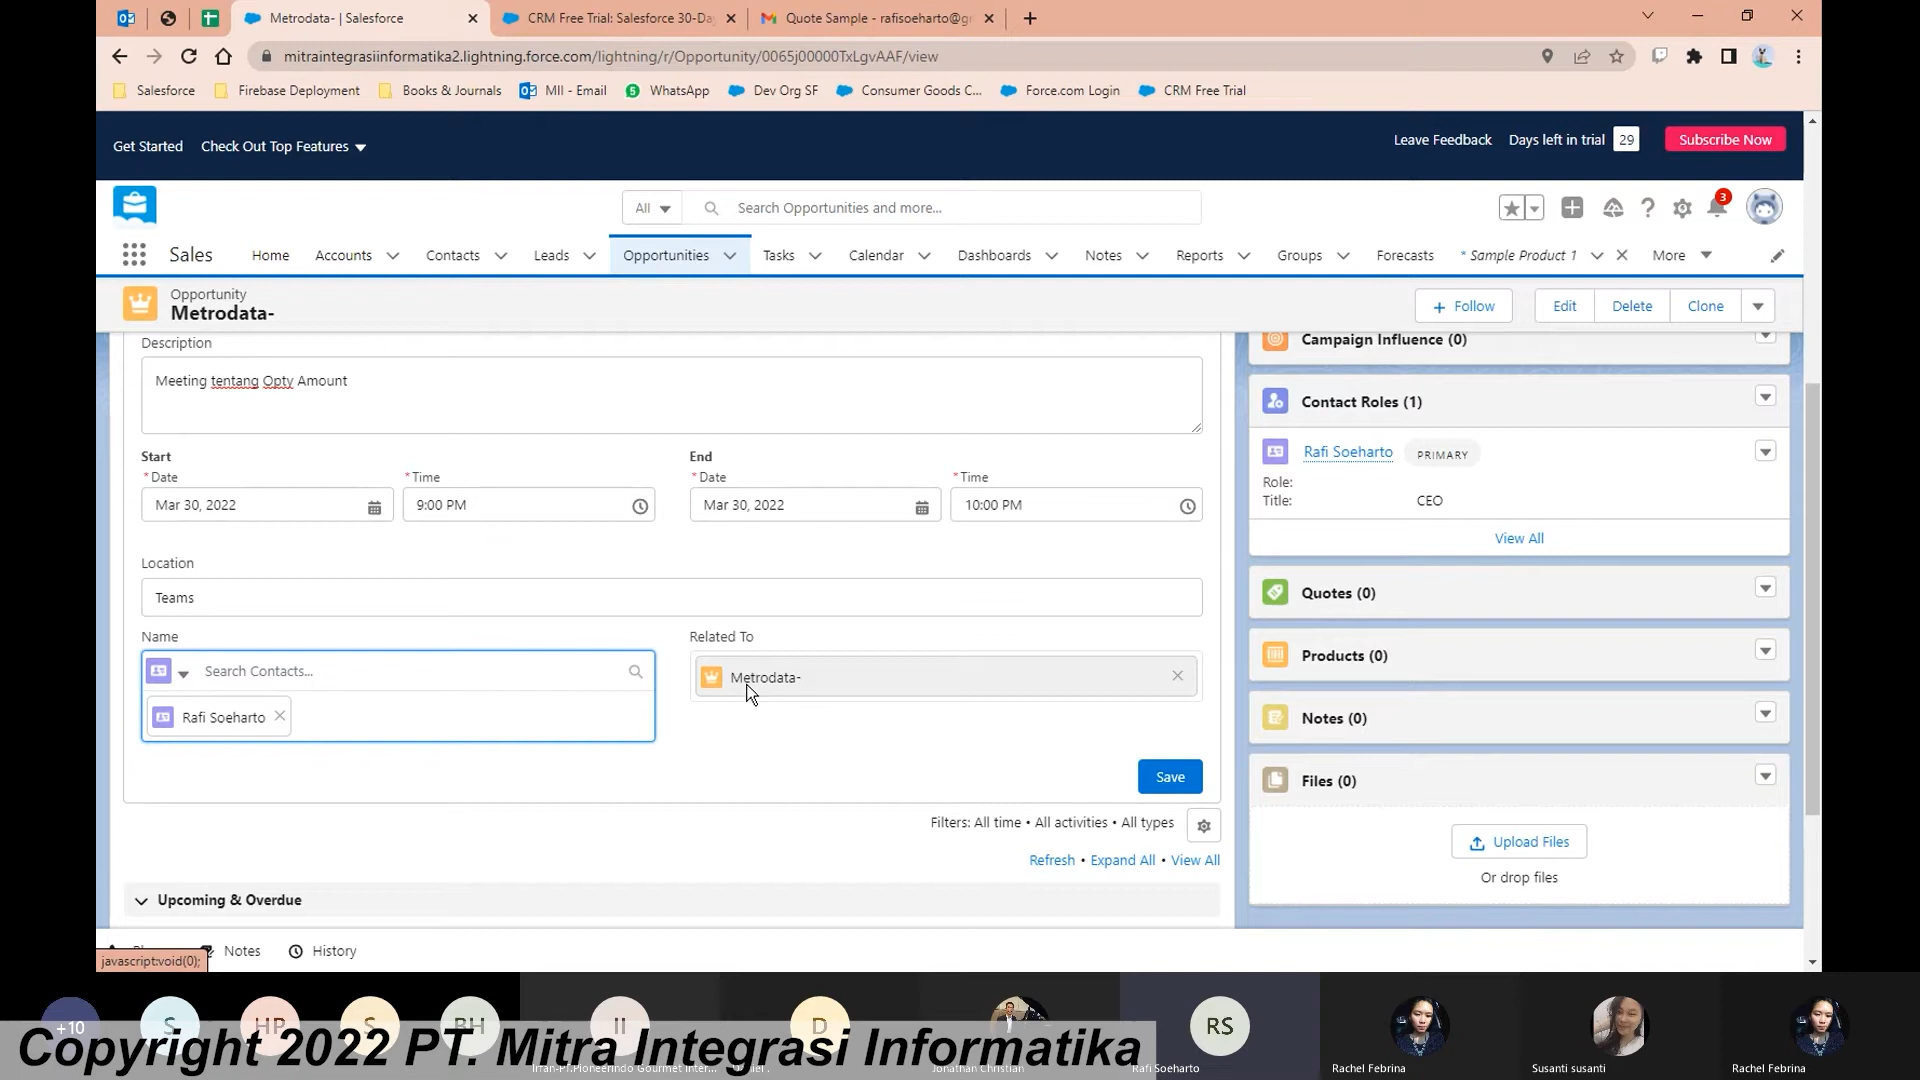 Metrodata- | Salesforce
CRM Free Trial: Salesforce 30-Da
Quote Sample - rafisoeharto@g
mitraintegrasiinformatika2.lightning.force.com/lightning/r/Opportunity/0065j00000TxLgvAAF/view
Salesforce
Firebase Deployment
Books & Journals
MII - Email
WhatsApp
Dev Org SF
Consumer Goods C...
Force.com Login
CRM Free Trial
Get Started
Check Out Top Features
Leave Feedback
Days left in trial 29
Subscribe Now
All
Search Opportunities and more...
3
Sales
Home
Accounts
Contacts
Leads
Opportunities
Tasks
Calendar
Dashboards
Notes
Reports
Groups
Forecasts
* Sample Product 1
More
Opportunity
Metrodata-
+ Follow
Edit
Delete
Clone
Description
Meeting tentang Opty Amount
Start
End
* Date
* Time
* Date
* Time
Mar 30, 2022
9:00 PM
Mar 30, 2022
10:00 PM
Location
Teams
Name
Related To
Search Contacts...
Metrodata-
Rafi Soeharto
Save
Filters: All time • All activities • All types
Refresh • Expand All • View All
Upcoming & Overdue
Campaign Influence (0)
Contact Roles (1)
Rafi Soeharto PRIMARY
Role:
Title: CEO
View All
Quotes (0)
Products (0)
Notes (0)
Files (0)
Upload Files
Or drop files
Notes
History
javascript:void(0);
+10
S
HP
S
BH
II
D
RS
Copyright 2022 PT. Mitra Integrasi Informatika
Jonathan Christian
Rafi Soeharto
Rachel Febrina
Susanti susanti
Rachel Febrina